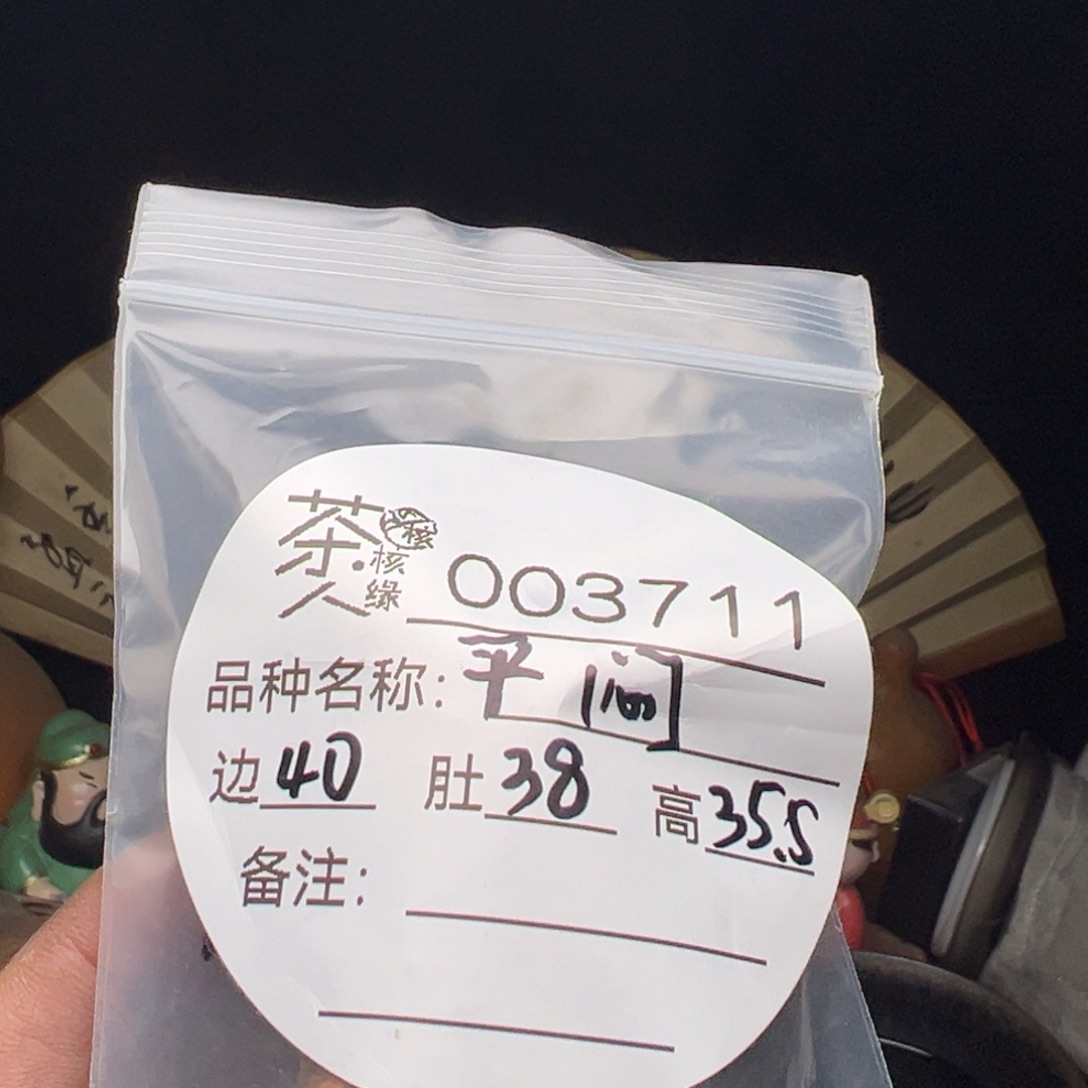 茶人
核缘
003711
品种名称:平
边40 肚38 高35.5
备注: